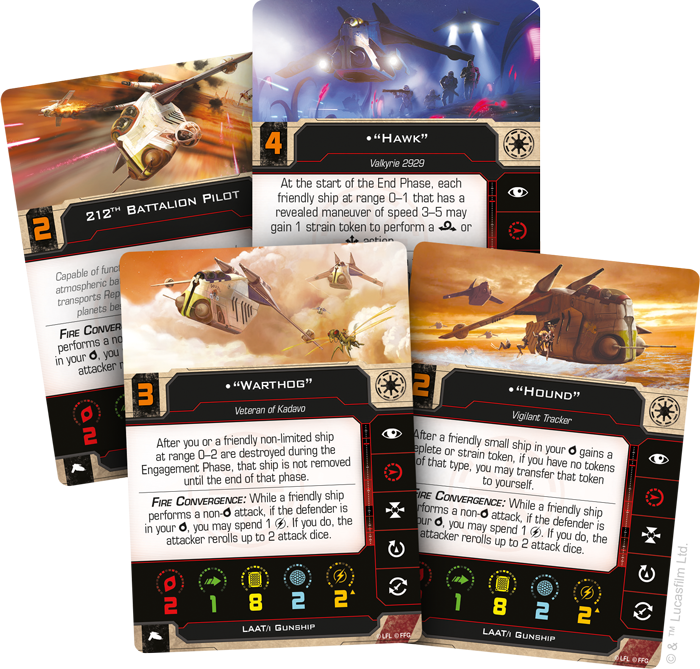 212TH BATTALION PILOT
2
Capable of func
atmospheric ba
transports Rep
planets be
FIRE CONVERG
performs a non-
in your , you
attacker r
2
4
•"HAWK"
Valkyrie 2929
At the start of the End Phase, each
friendly ship at range 0–1 that has a
revealed maneuver of speed 3–5 may
gain 1 strain token to perform a or
action.
3
•"WARTHOG"
Veteran of Kadavo
After you or a friendly non-limited ship
at range 0–2 are destroyed during the
Engagement Phase, that ship is not removed
until the end of that phase.
FIRE CONVERGENCE: While a friendly ship
performs a non- attack, if the defender is
in your , you may spend 1 . If you do, the
attacker rerolls up to 2 attack dice.
2 1 8 2 2
LAAT/i GUNSHIP
© LFL © FFG
2
•"HOUND"
Vigilant Tracker
After a friendly small ship in your gains a
eplete or strain token, if you have no tokens
of that type, you may transfer that token
to yourself.
FIRE CONVERGENCE: While a friendly ship
performs a non- attack, if the defender is
your , you may spend 1 . If you do, the
attacker rerolls up to 2 attack dice.
1 8 2 2
LAAT/i GUNSHIP
© LFL © FFG
© & ™ Lucasfilm Ltd.